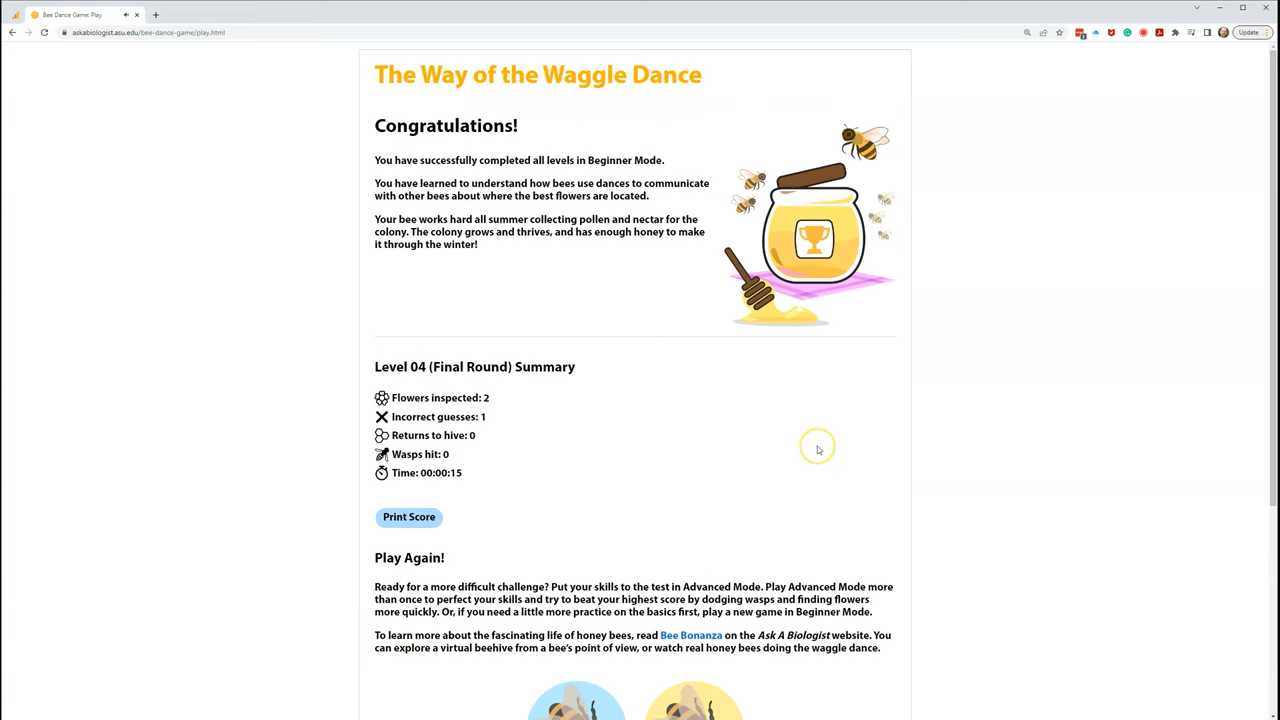 Bee Dance Game: Play
askabiologist.asu.edu/bee-dance-game/play.html
Update
The Way of the Waggle Dance
Congratulations!
You have successfully completed all levels in Beginner Mode.
You have learned to understand how bees use dances to communicate
with other bees about where the best flowers are located.
Your bee works hard all summer collecting pollen and nectar for the
colony. The colony grows and thrives, and has enough honey to make
it through the winter!
Level 04 (Final Round) Summary
Flowers inspected: 2
Incorrect guesses: 1
Returns to hive: 0
Wasps hit: 0
Time: 00:00:15
Print Score
Play Again!
Ready for a more difficult challenge? Put your skills to the test in Advanced Mode. Play Advanced Mode more
than once to perfect your skills and try to beat your highest score by dodging wasps and finding flowers
more quickly. Or, if you need a little more practice on the basics first, play a new game in Beginner Mode.
To learn more about the fascinating life of honey bees, read Bee Bonanza on the Ask A Biologist website. You
can explore a virtual beehive from a bee's point of view, or watch real honey bees doing the waggle dance.